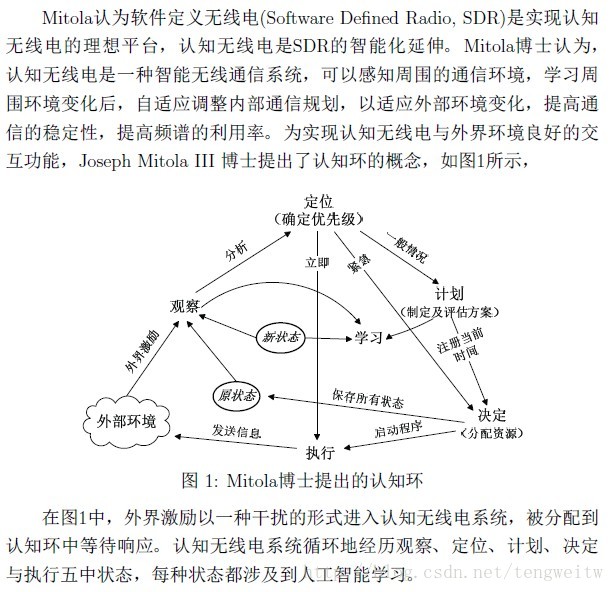 Mitola认为软件定义无线电(Software Defined Radio, SDR)是实现认知
无线电的理想平台，认知无线电是SDR的智能化延伸。Mitola博士认为，
认知无线电是一种智能无线通信系统，可以感知周围的通信环境，学习周
围环境变化后，自适应调整内部通信规划，以适应外部环境变化，提高通
信的稳定性，提高频谱的利用率。为实现认知无线电与外界环境良好的交
互功能，Joseph Mitola III 博士提出了认知环的概念，如图1所示，
定位
（确定优先级）
分析
立即
紧急
一般情况
计划
（制定及评估方案）
观察
新状态
学习
注册当前
时间
外界激励
原状态
保存所有状态
决定
（分配资源）
外部环境
发送信息
启动程序
执行
图 1: Mitola博士提出的认知环
在图1中，外界激励以一种干扰的形式进入认知无线电系统，被分配到
认知环中等待响应。认知无线电系统循环地经历观察、定位、计划、决定
与执行五中状态，每种状态都涉及到人工智能学习。
http://blog.csdn.net/tengweitw